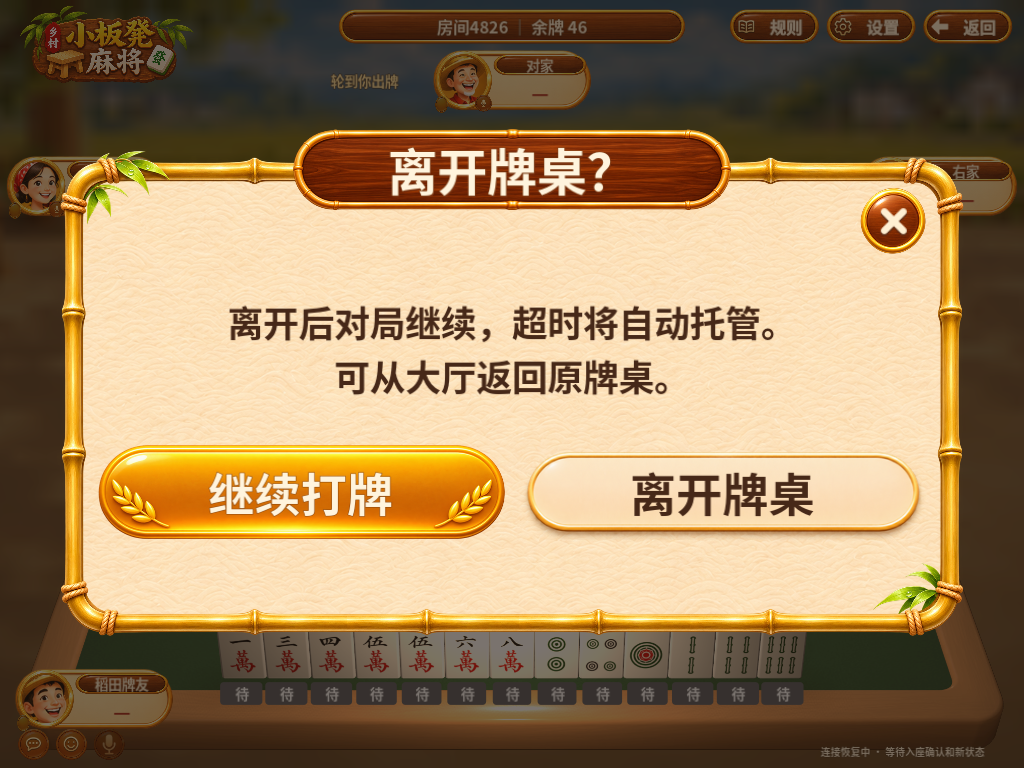 乡村
小板凳
麻将
發
房间4826 | 余牌 46
规则
设置
返回
轮到你出牌
对家
右家
离开牌桌?
离开后对局继续，超时将自动托管。
可从大厅返回原牌桌。
继续打牌
离开牌桌
一 三 四 伍 伍 六 八
萬 萬 萬 萬 萬 萬 萬
待 待 待 待 待 待 待 待 待 待 待 待 待
稻田牌友
连接恢复中 · 等待入座确认和新状态